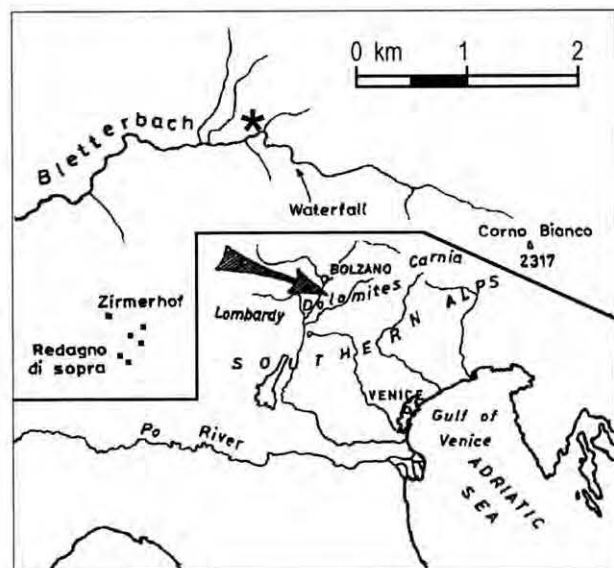 0 km 1 2
Bletterbach
*
Waterfall
Corno Bianco
2317
Zirmerhof
Redagno
di sopra
BOLZANO
Carnia
Dolomites
Lombardy
SOUTHERN ALPS
VENICE
Gulf of
Venice
Po River
ADRIATIC
SEA